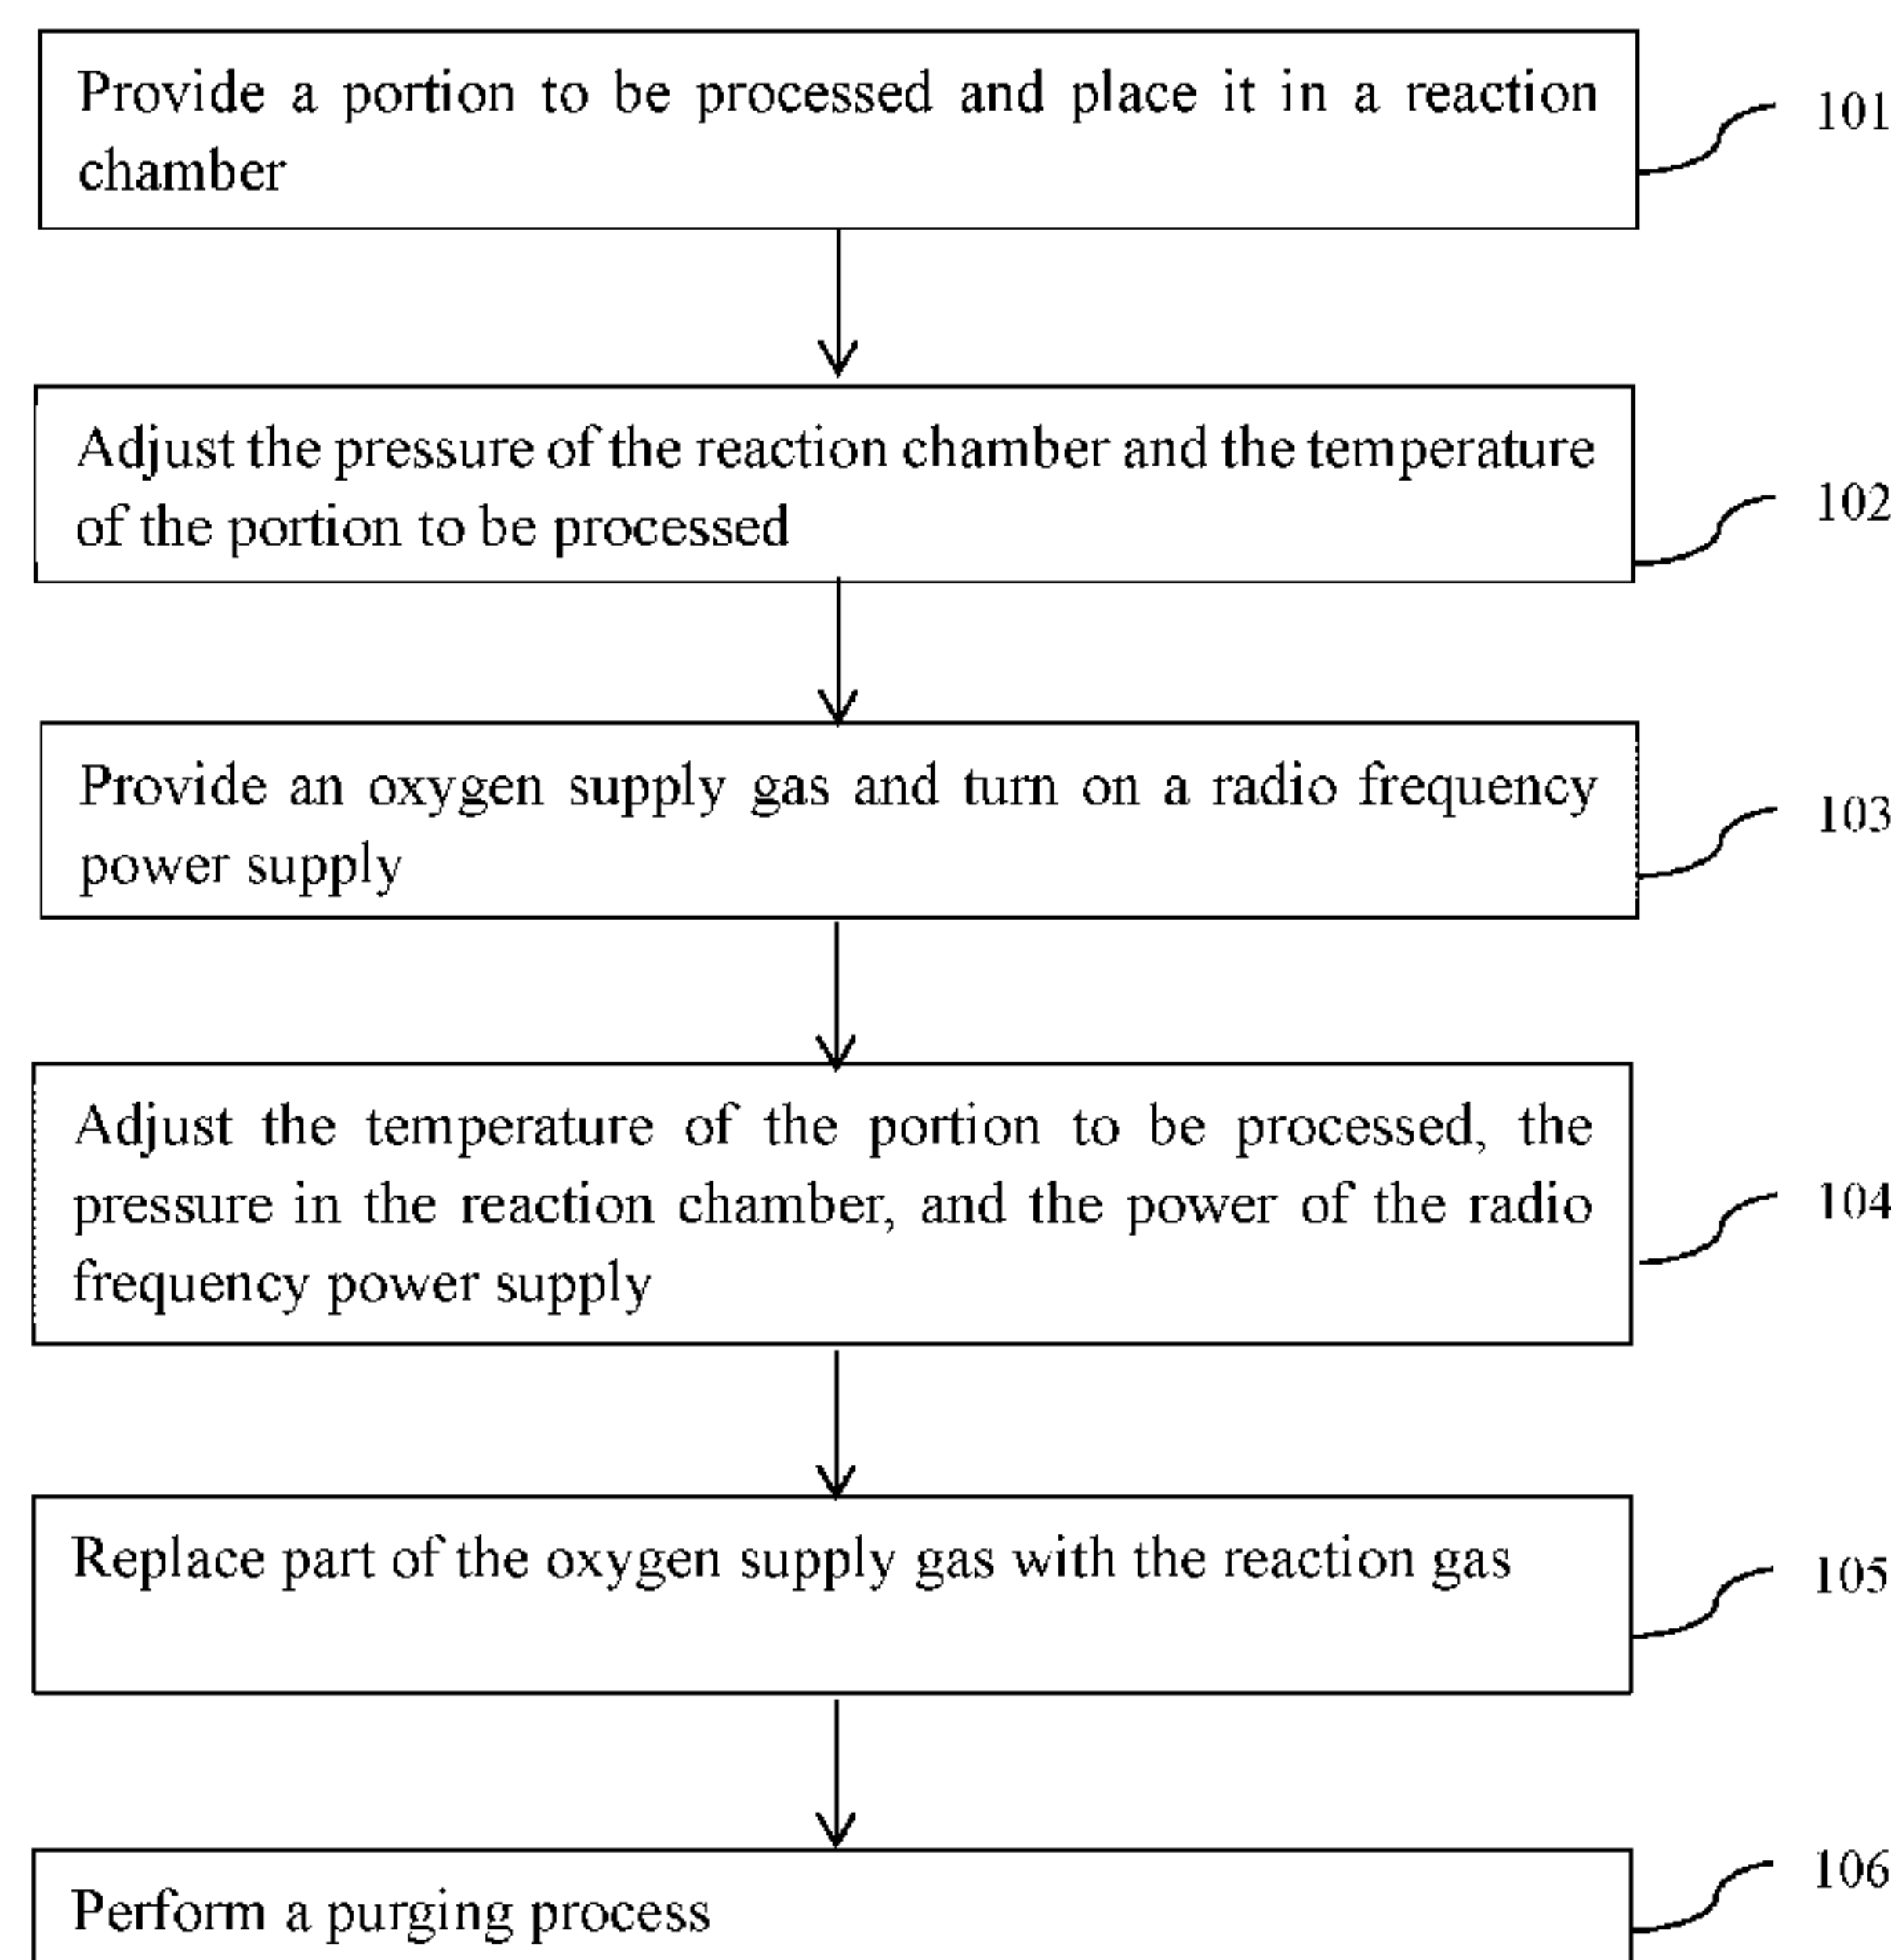 Provide a portion to be processed and place it in a reaction
chamber
101
Adjust the pressure of the reaction chamber and the temperature
of the portion to be processed
102
Provide an oxygen supply gas and turn on a radio frequency
power supply
103
Adjust the temperature of the portion to be processed, the
pressure in the reaction chamber, and the power of the radio
frequency power supply
104
Replace part of the oxygen supply gas with the reaction gas
105
Perform a purging process
106